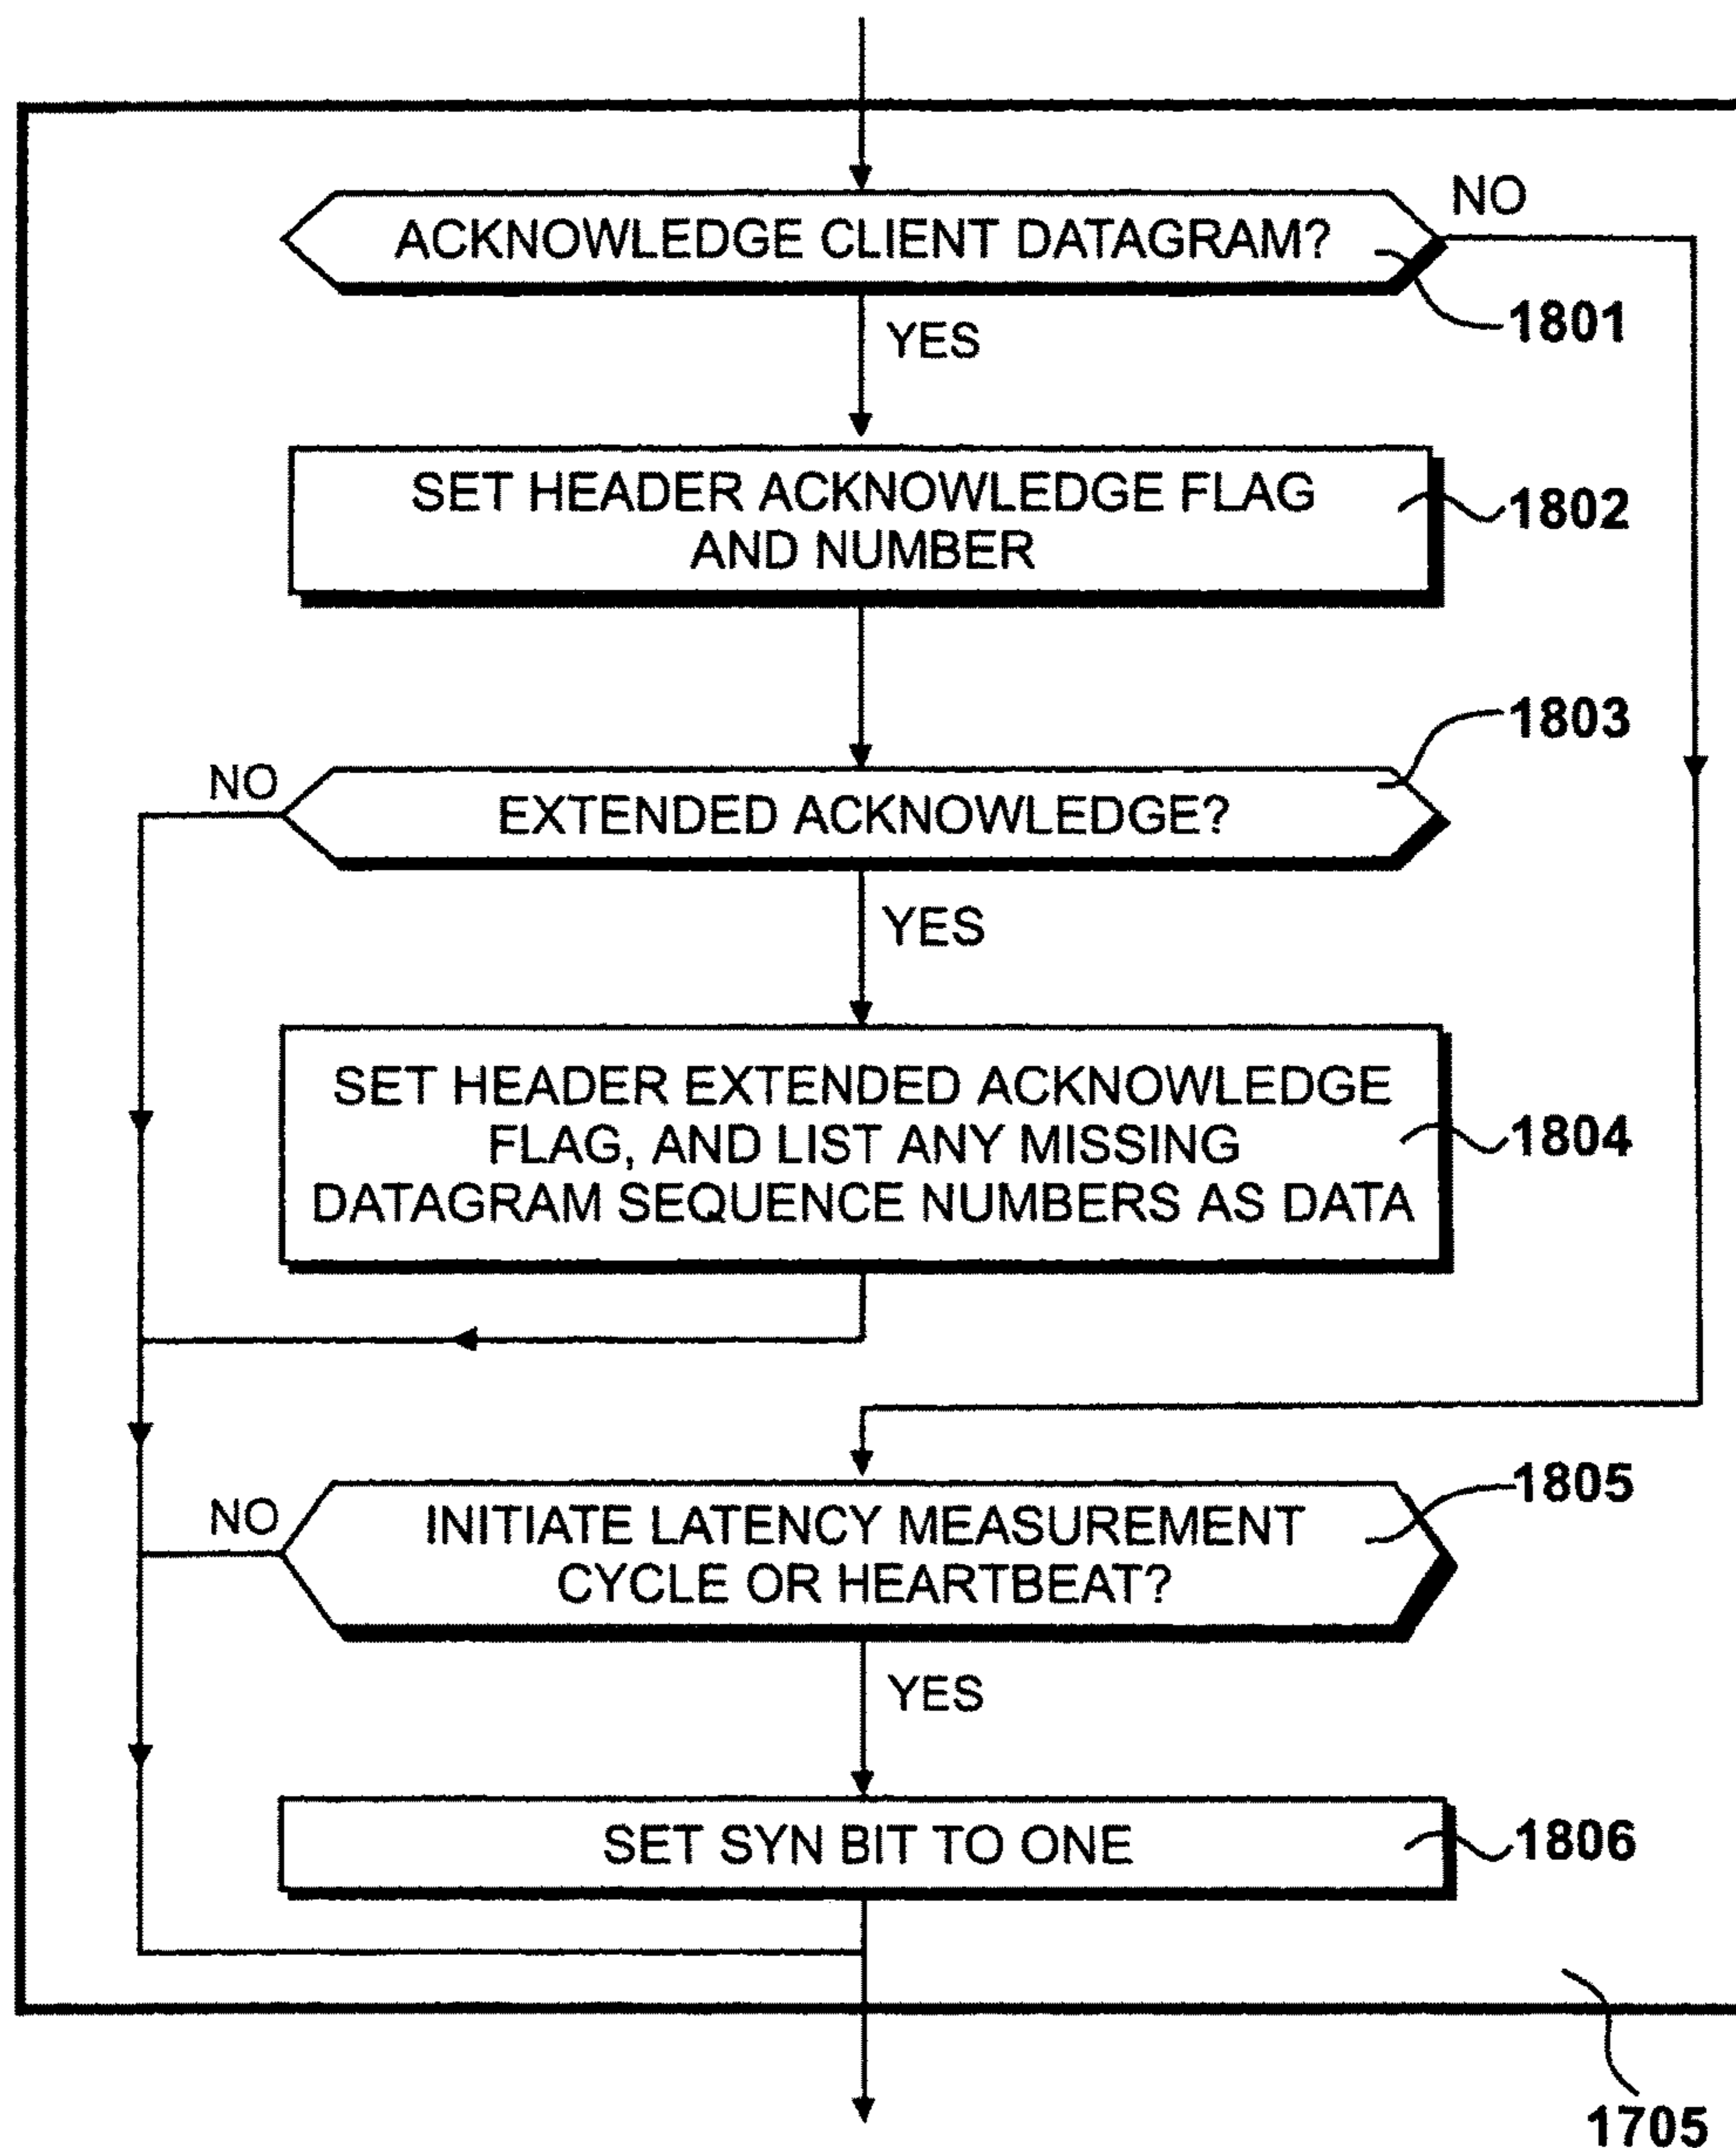 ACKNOWLEDGE CLIENT DATAGRAM?
NO
1801
YES
SET HEADER ACKNOWLEDGE FLAG
AND NUMBER
1802
1803
NO
EXTENDED ACKNOWLEDGE?
YES
SET HEADER EXTENDED ACKNOWLEDGE
FLAG, AND LIST ANY MISSING
DATAGRAM SEQUENCE NUMBERS AS DATA
1804
1805
NO
INITIATE LATENCY MEASUREMENT
CYCLE OR HEARTBEAT?
YES
SET SYN BIT TO ONE
1806
1705